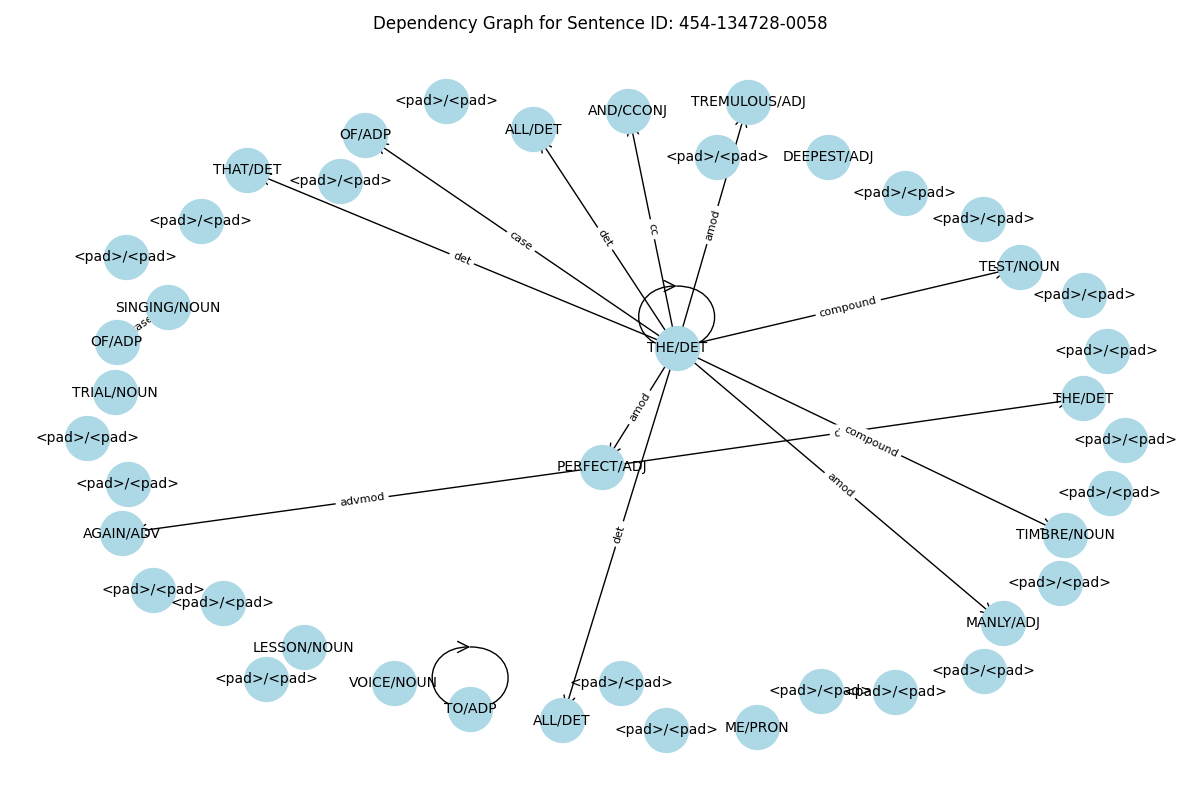 Dependency Graph for Sentence ID: 454-134728-0058
<pad>/<pad>
TREMULOUS/ADJ
AND/CCONJ
ALL/DET
OF/ADP
<pad>/<pad>
DEEPEST/ADJ
THAT/DET
<pad>/<pad>
<pad>/<pad>
<pad>/<pad>
<pad>/<pad>
amod
cc
det
case
<pad>/<pad>
det
TEST/NOUN
<pad>/<pad>
SINGING/NOUN
compound
OF/ADP
THE/DET
<pad>/<pad>
TRIAL/NOUN
THE/DET
amod
<pad>/<pad>
compound
<pad>/<pad>
PERFECT/ADJ
<pad>/<pad>
amod
<pad>/<pad>
advmod
AGAIN/ADV
det
TIMBRE/NOUN
<pad>/<pad>
<pad>/<pad>
<pad>/<pad>
MANLY/ADJ
LESSON/NOUN
<pad>/<pad>
<pad>/<pad>
VOICE/NOUN
<pad>/<pad>
<pad>/<pad>
<pad>/<pad>
TO/ADP
ALL/DET
ME/PRON
<pad>/<pad>